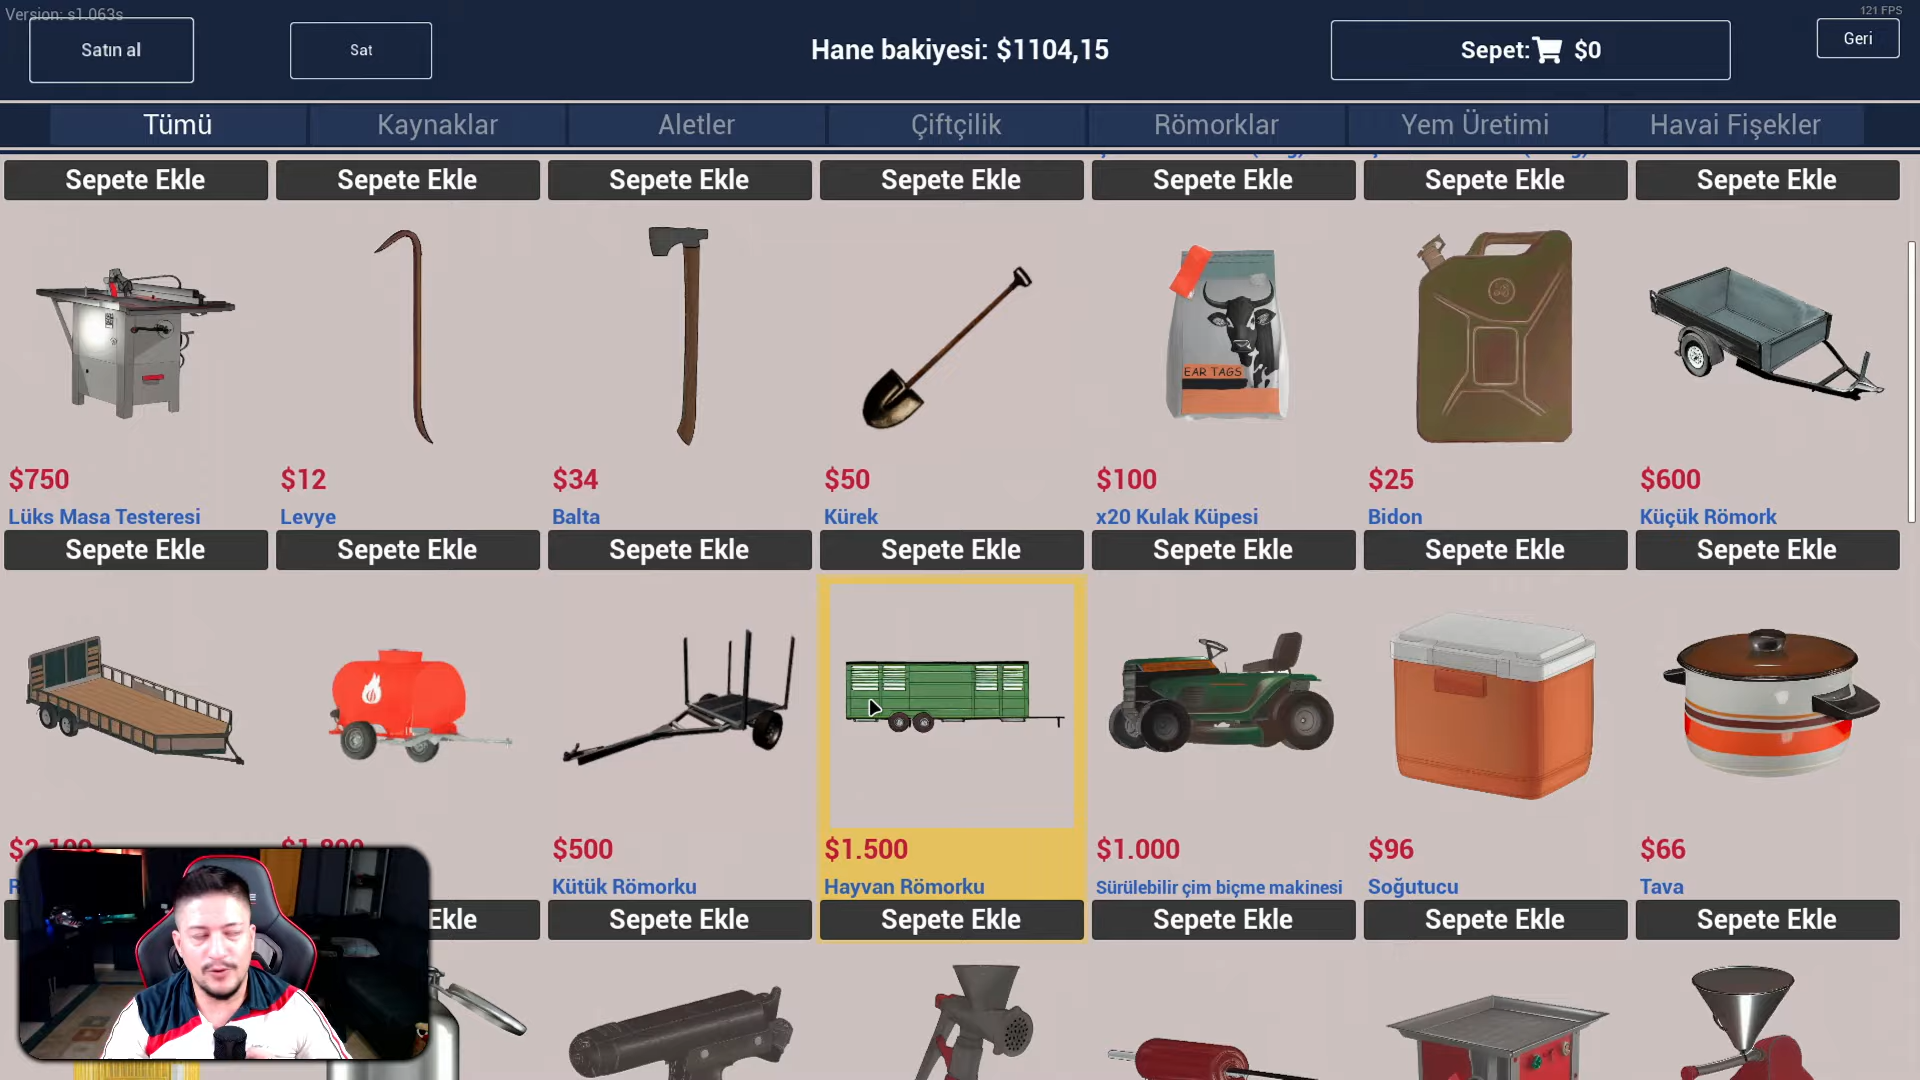 Version: s1.063s
121 FPS
Satın al
Sat
Hane bakiyesi: $1104,15
Sepet: $0
Geri
Tümü
Kaynaklar
Aletler
Çiftçilik
Römorklar
Yem Üretimi
Havai Fişekler
Sepete Ekle
Sepete Ekle
Sepete Ekle
Sepete Ekle
Sepete Ekle
Sepete Ekle
Sepete Ekle
EAR TAGS
$750
$12
$34
$50
$100
$25
$600
Lüks Masa Testeresi
Levye
Balta
Kürek
x20 Kulak Küpesi
Bidon
Küçük Römork
Sepete Ekle
Sepete Ekle
Sepete Ekle
Sepete Ekle
Sepete Ekle
Sepete Ekle
Sepete Ekle
$2.100
$1.800
$500
$1.500
$1.000
$96
$66
Kütük Römorku
Hayvan Römorku
Sürülebilir çim biçme makinesi
Soğutucu
Tava
Ekle
Sepete Ekle
Sepete Ekle
Sepete Ekle
Sepete Ekle
Sepete Ekle